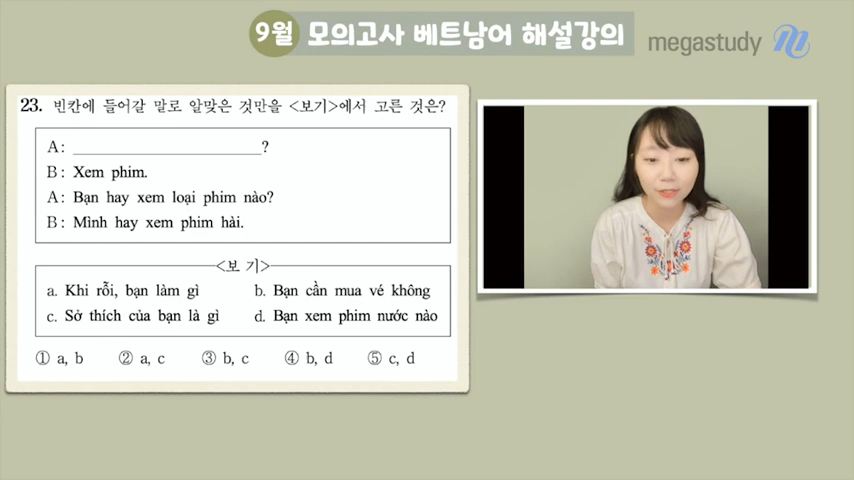 9월 모의고사 베트남어 해설강의
megastudy
23. 빈칸에 들어갈 말로 알맞은 것만을 <보기>에서 고른 것은?
A: ______________________?
B: Xem phim.
A: Bạn hay xem loại phim nào?
B: Mình hay xem phim hài.
<보 기>
a. Khi rỗi, bạn làm gì b. Bạn cần mua vé không
c. Sở thích của bạn là gì d. Bạn xem phim nước nào
① a, b ② a, c ③ b, c ④ b, d ⑤ c, d